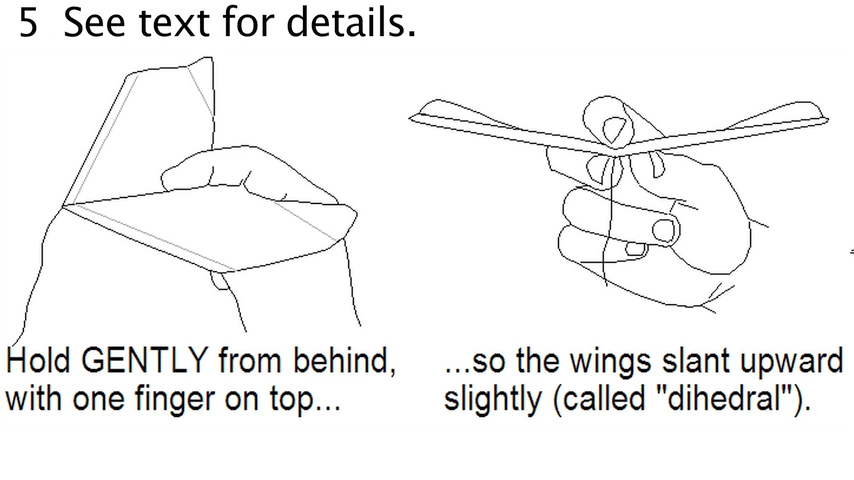 5 See text for details.
Hold GENTLY from behind,
with one finger on top...
...so the wings slant upward
slightly (called "dihedral").